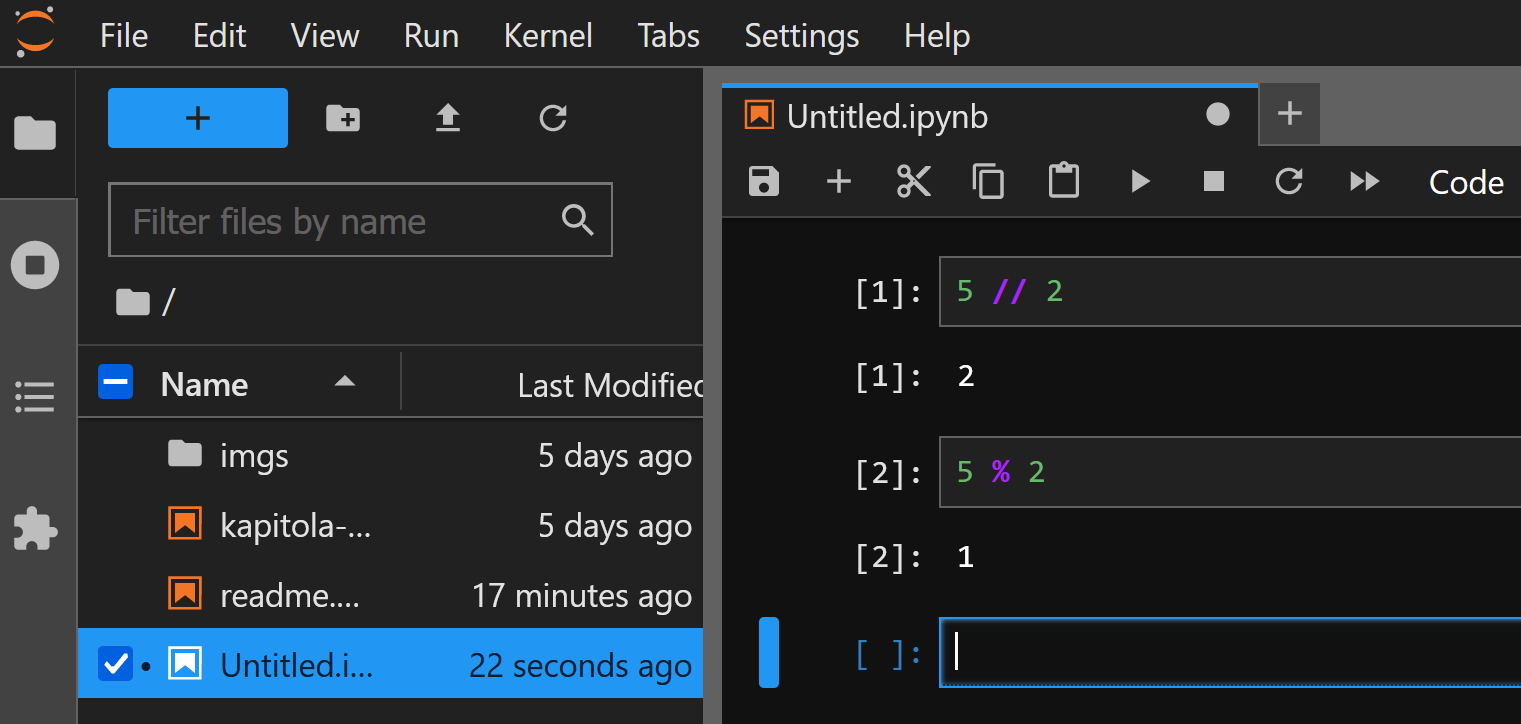 File Edit View Run Kernel Tabs Settings Help
Untitled.ipynb
Code
Filter files by name
/
Name Last Modified
imgs 5 days ago
kapitola-... 5 days ago
readme.... 17 minutes ago
Untitled.i... 22 seconds ago
[1]: 5 // 2
[1]: 2
[2]: 5 % 2
[2]: 1
[ ]: